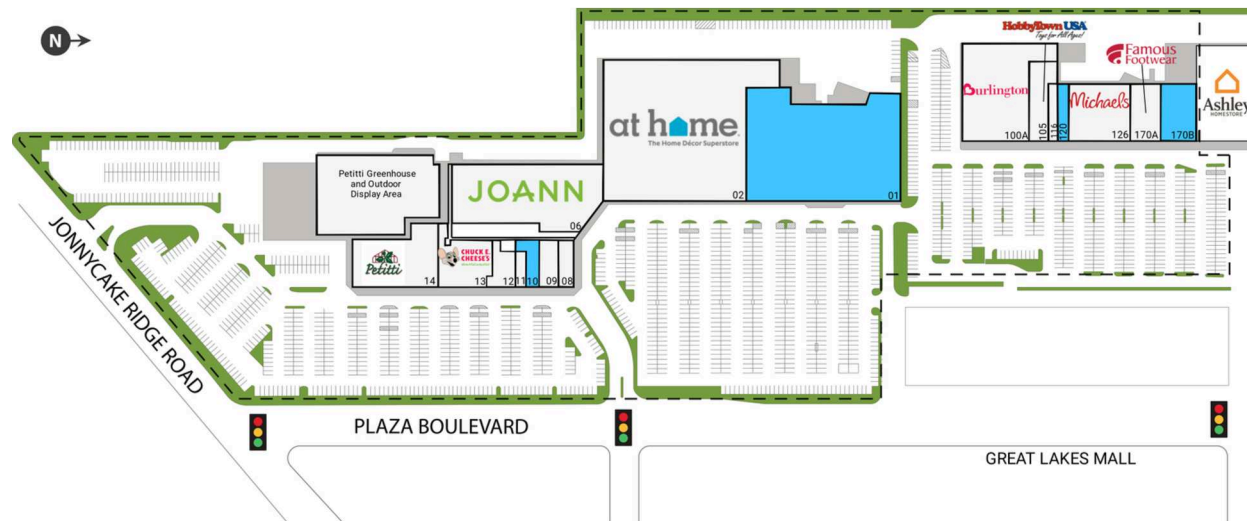 N
HobbyTown USA
Toys for All Ages!
Famous
Footwear
Burlington
Michaels
Ashley
HOMESTORE
100A
105
116
120
126
170A
170B
at home.
The Home Décor Superstore
02
01
Petitti Greenhouse
and Outdoor
Display Area
JOANN
06
Petitti
CHUCK E.
CHEESE'S
14
13
12
11
10
09
08
JONNYCAKE RIDGE ROAD
PLAZA BOULEVARD
GREAT LAKES MALL